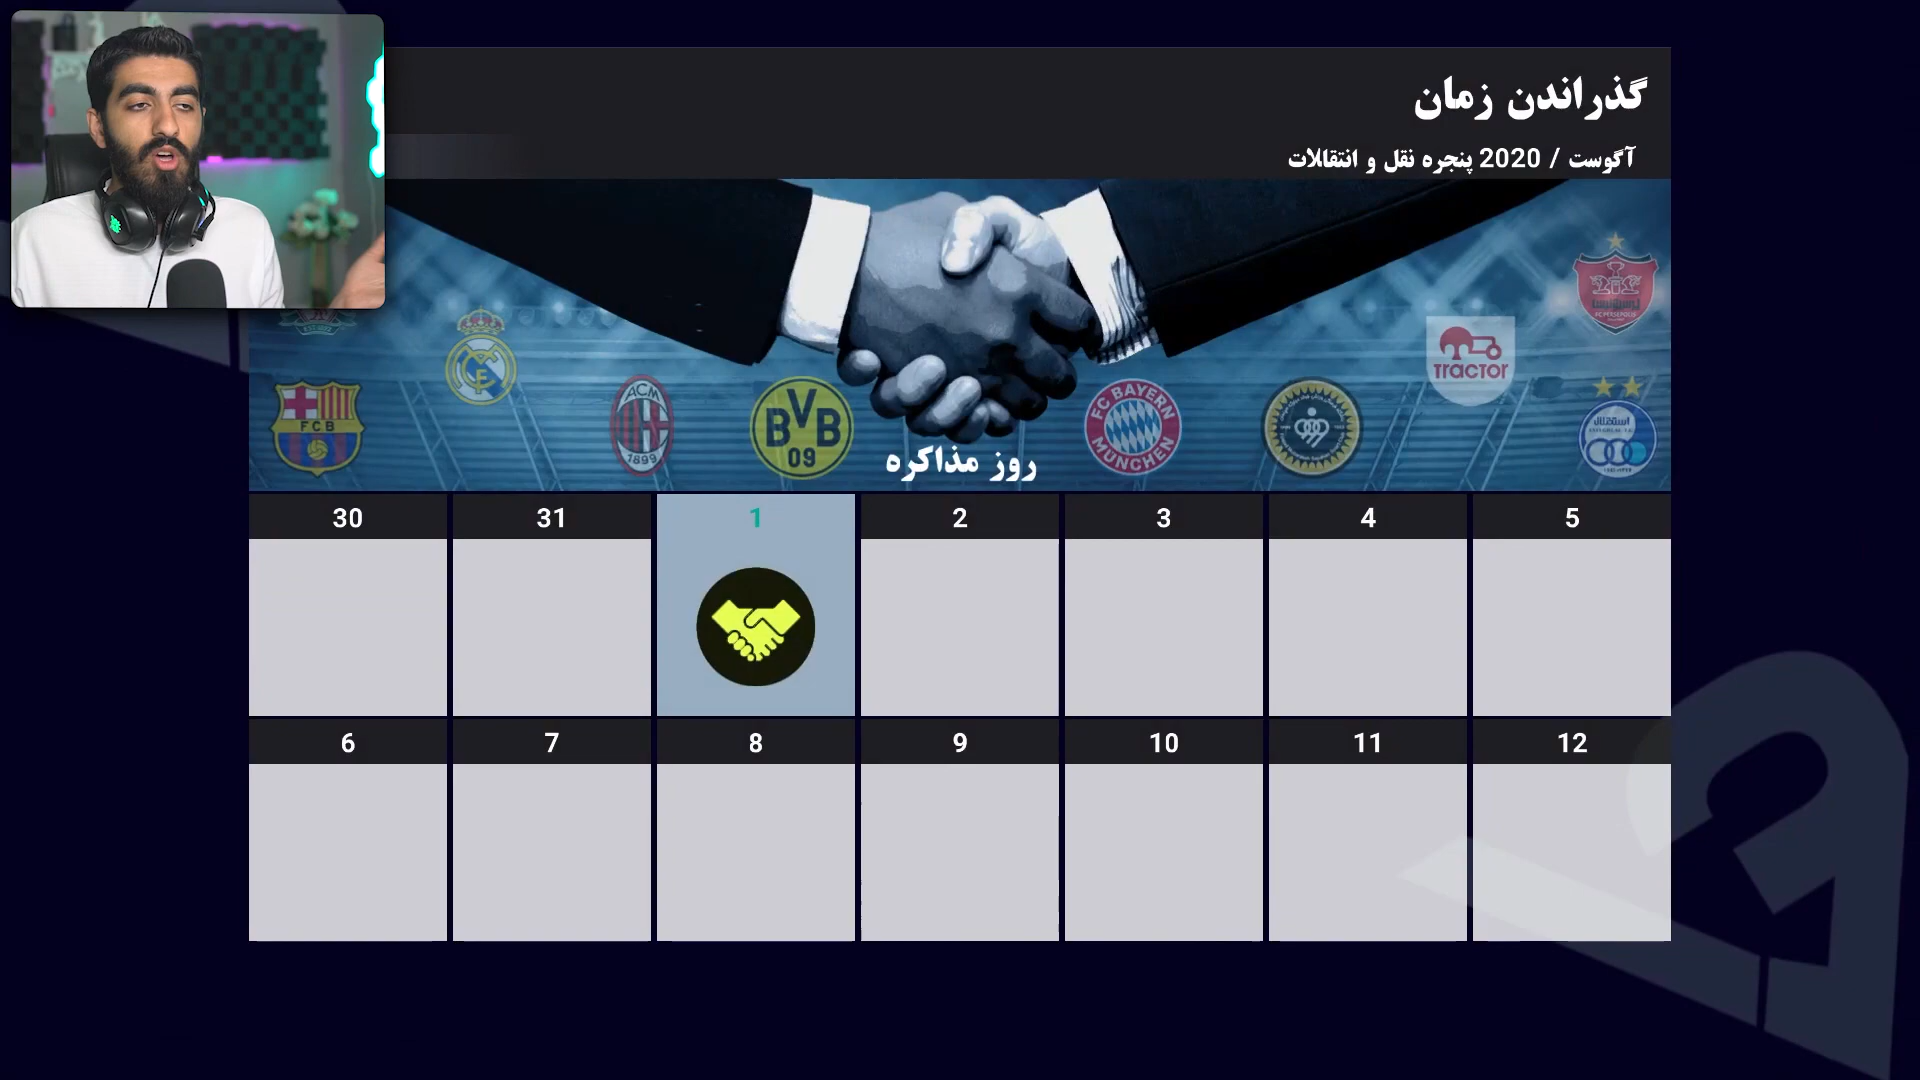 گذراندن زمان
آگوست / 2020 پنجره نقل و انتقالات
FCB
ACM
1899
BVB
09
FC BAYERN
MÜNCHEN
TRACTOR
استقلال
روز مذاکره
30 31 1 2 3 4 5
6 7 8 9 10 11 12